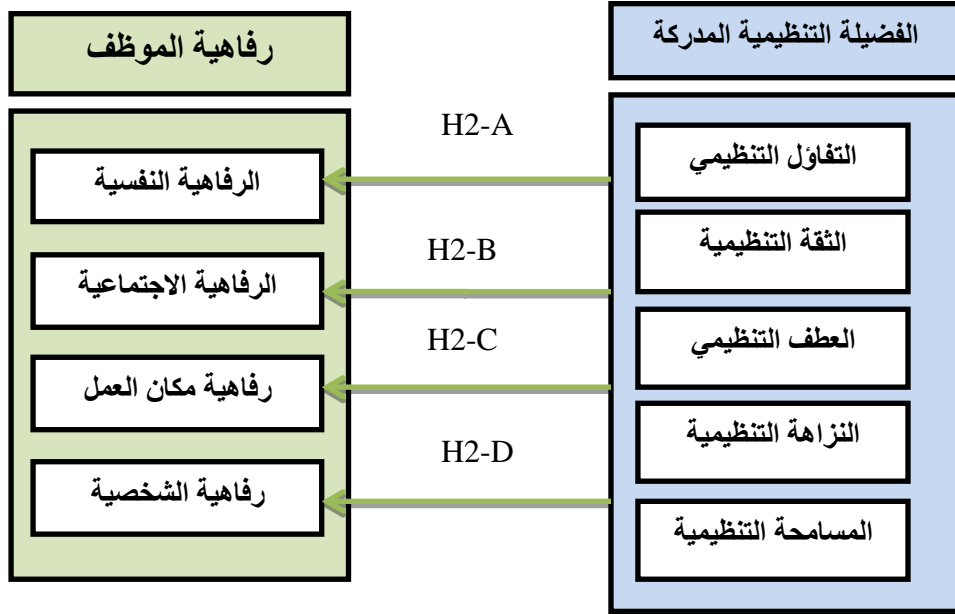 الفضيلة التنظيمية المدركة
رفاهية الموظف
التفاؤل التنظيمي
الثقة التنظيمية
العطف التنظيمي
النزاهة التنظيمية
المسامحة التنظيمية
H2-A
H2-B
H2-C
H2-D
الرفاهية النفسية
الرفاهية الاجتماعية
رفاهية مكان العمل
رفاهية الشخصية